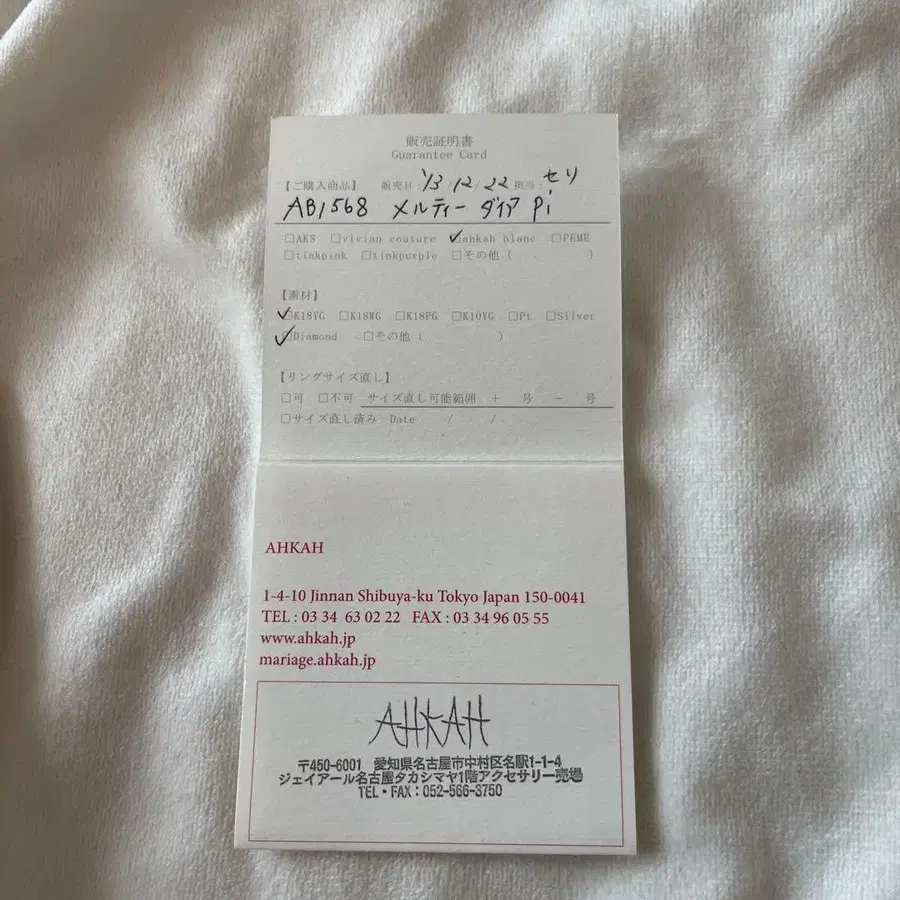 販売証明書
Guarantee Card
【ご購入商品】 販売日:'13/12/22 担当:セリ
AB1568 メルティー ダイア Pi
□AKS □vivian couture ☑ahkah blanc □PEME
□tinkpink □tinkpurple □その他( )
【素材】
☑K18YG □K18WG □K18PG □K10YG □Pt □Silver
☑Diamond □その他( )
【リングサイズ直し】
□可 □不可 サイズ直し可能範囲 + 号 − 号
□サイズ直し済み Date / /
AHKAH
1-4-10 Jinnan Shibuya-ku Tokyo Japan 150-0041
TEL : 03 34 63 02 22 FAX : 03 34 96 05 55
www.ahkah.jp
mariage.ahkah.jp
AHKAH
〒450-6001 愛知県名古屋市中村区名駅1-1-4
ジェイアール名古屋タカシマヤ1階アクセサリー売場
TEL・FAX:052-566-3750